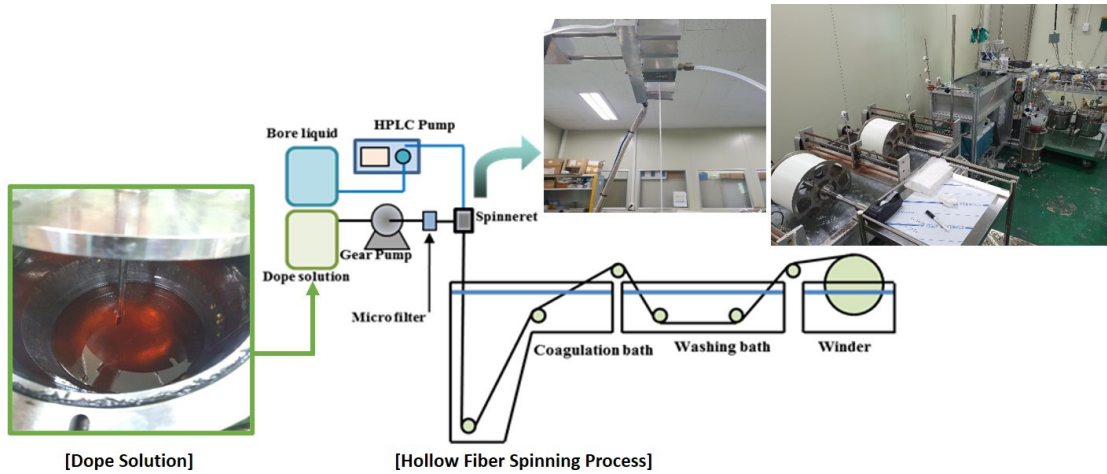 Bore liquid
HPLC Pump
Spinneret
Gear Pump
Dope solution
Micro filter
Coagulation bath
Washing bath
Winder
[Dope Solution]
[Hollow Fiber Spinning Process]